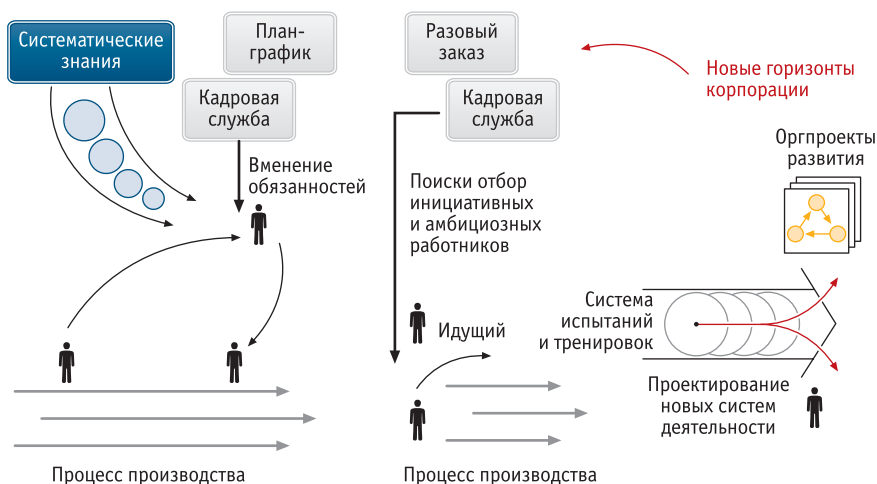 Систематические
знания
План-
график
Кадровая
служба
Вменение
обязанностей
Процесс производства
Разовый
заказ
Кадровая
служба
Поиски отбор
инициативных
и амбициозных
работников
Идущий
Процесс производства
Новые горизонты
корпорации
Оргпроекты
развития
Система
испытаний
и тренировок
Проектирование
новых систем
деятельности